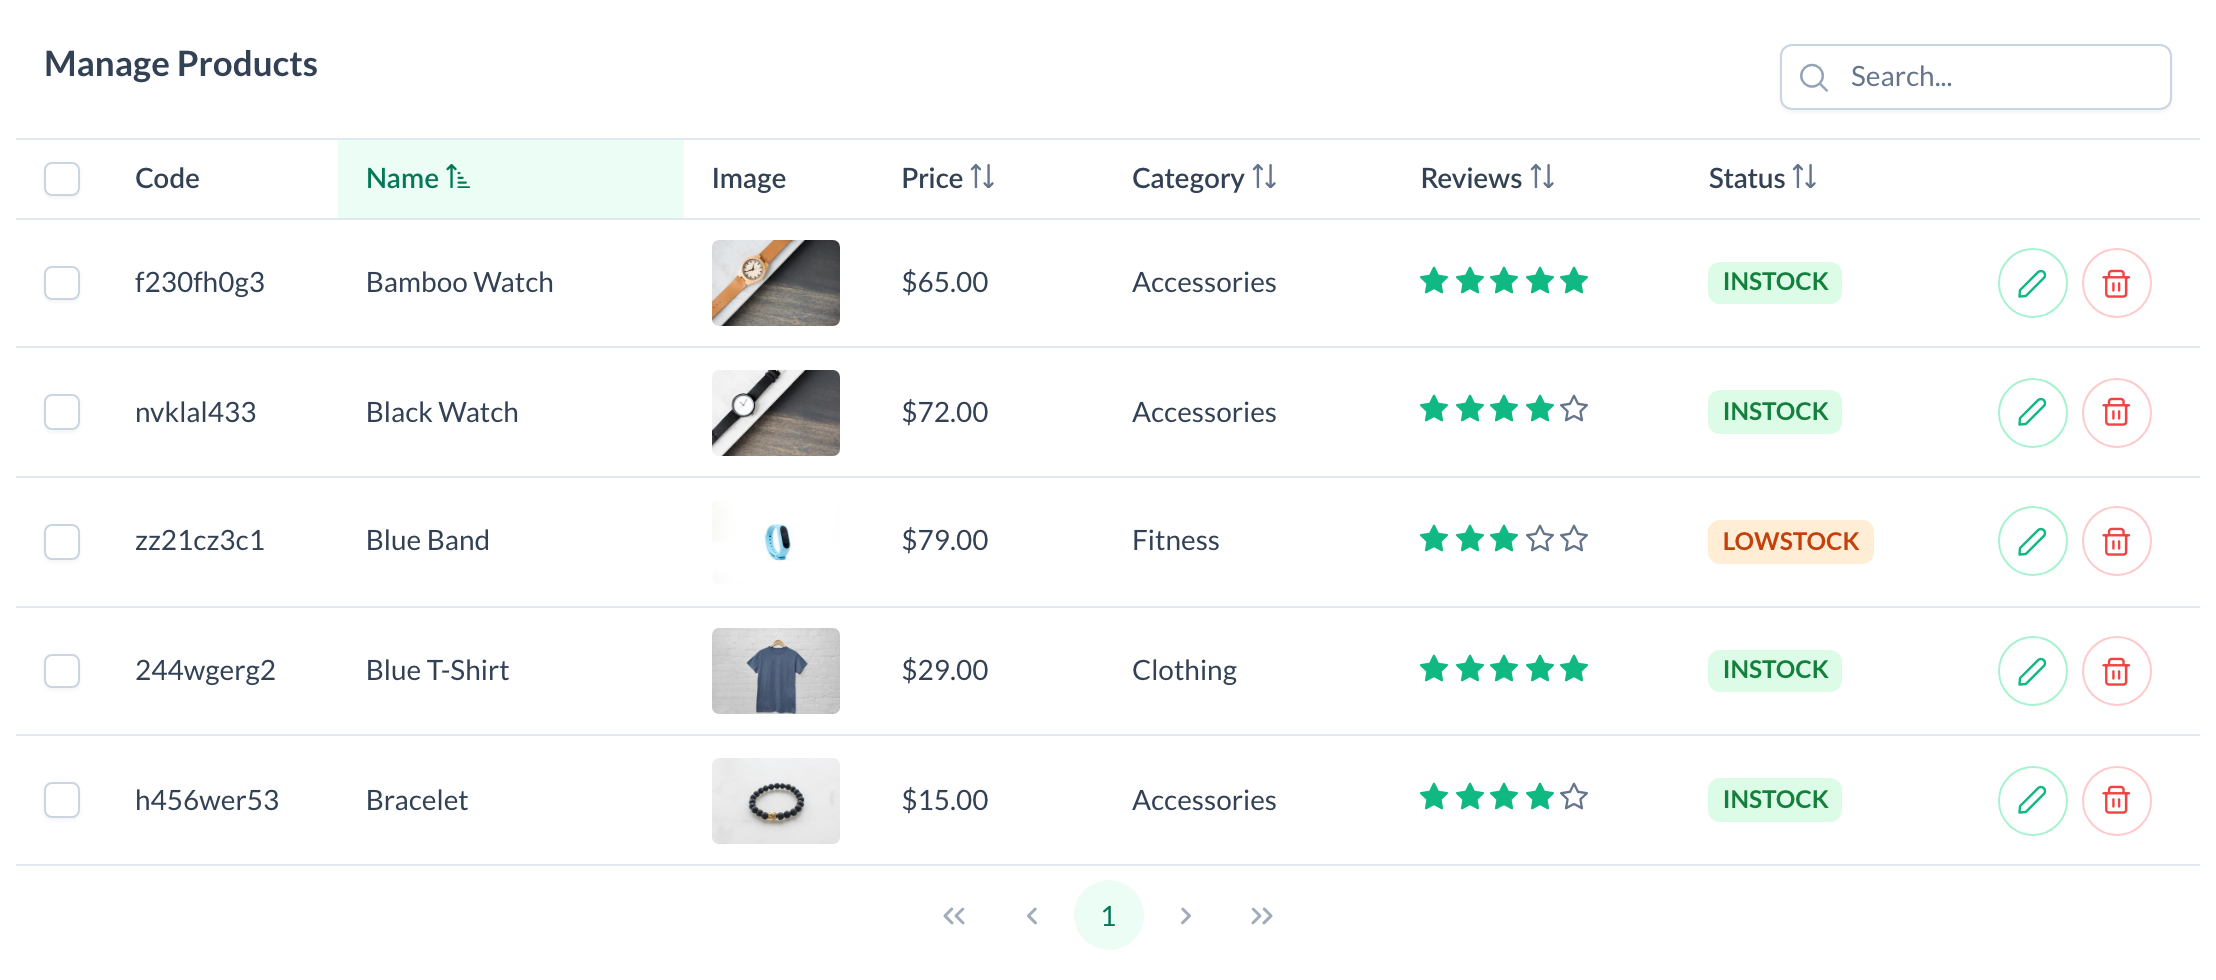 Manage Products
Search...
Code Name Image Price Category Reviews Status
f230fh0g3 Bamboo Watch $65.00 Accessories INSTOCK
nvklal433 Black Watch $72.00 Accessories INSTOCK
zz21cz3c1 Blue Band $79.00 Fitness LOWSTOCK
244wgerg2 Blue T-Shirt $29.00 Clothing INSTOCK
h456wer53 Bracelet $15.00 Accessories INSTOCK
1